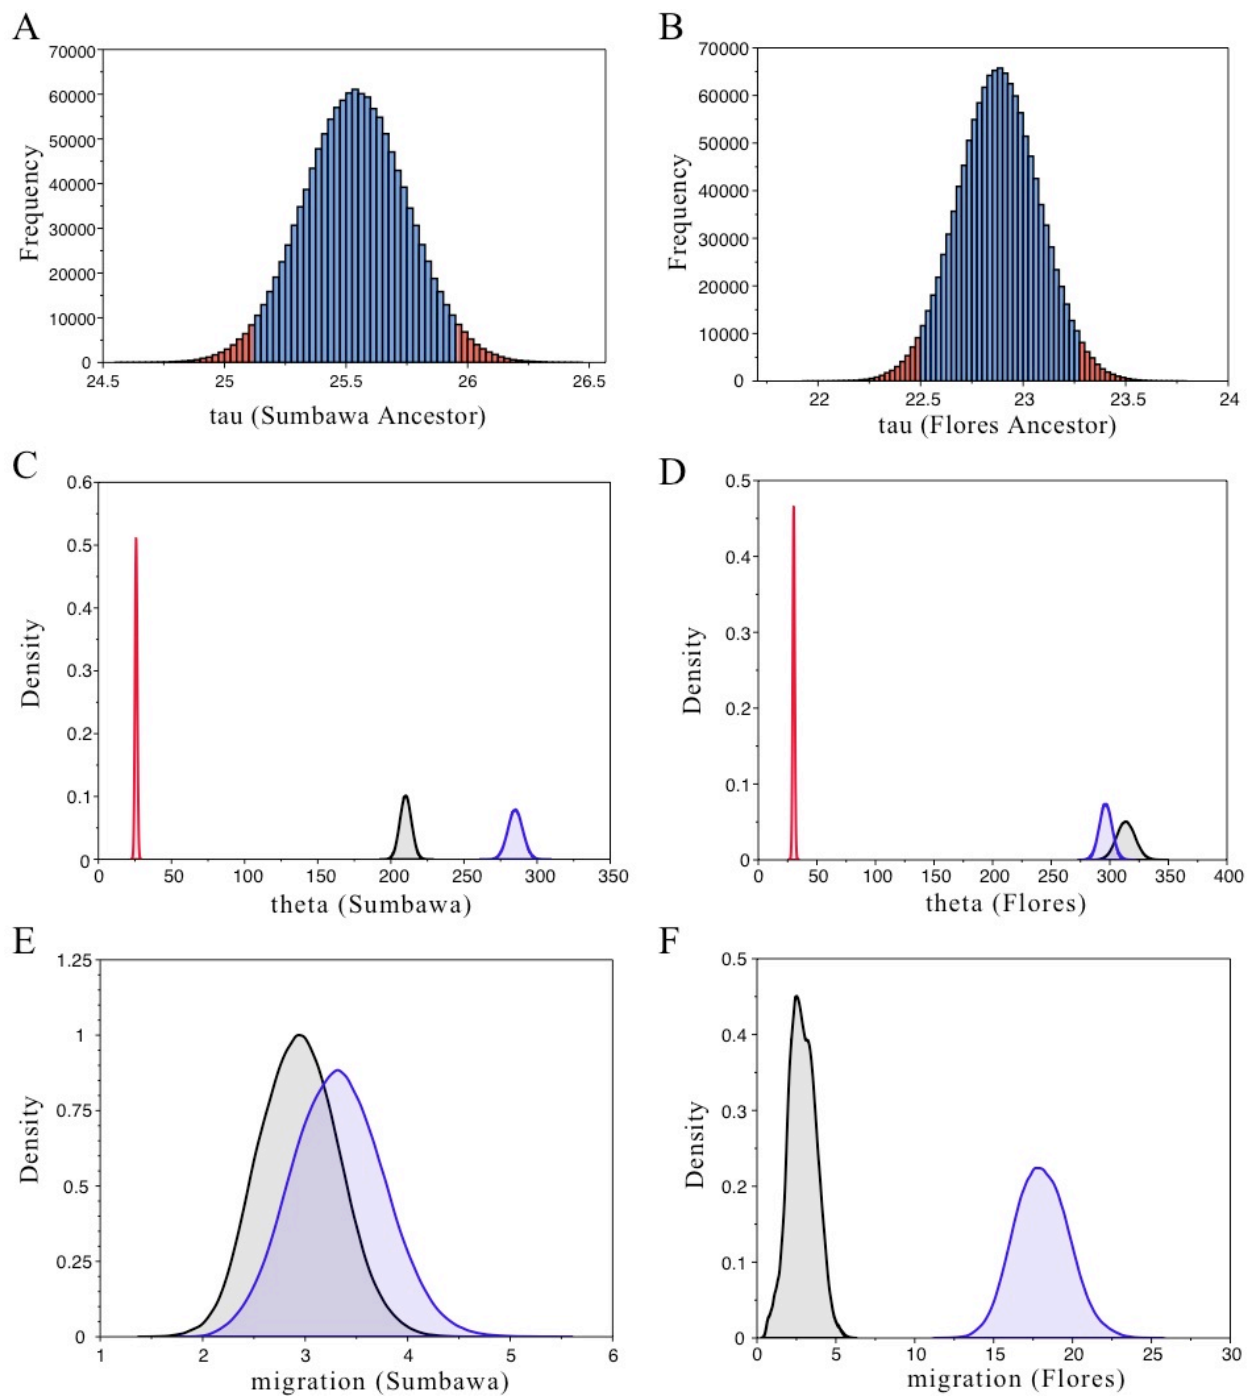 A
70000
60000
50000
40000
30000
20000
10000
0
Frequency
24.5 25 25.5 26 26.5
tau (Sumbawa Ancestor)
B
70000
60000
50000
40000
30000
20000
10000
0
Frequency
22 22.5 23 23.5 24
tau (Flores Ancestor)
C
0.6
0.5
0.4
0.3
0.2
0.1
0
Density
0 50 100 150 200 250 300 350
theta (Sumbawa)
D
0.5
0.4
0.3
0.2
0.1
0
Density
0 50 100 150 200 250 300 350 400
theta (Flores)
E
1.25
1
0.75
0.5
0.25
0
Density
1 2 3 4 5 6
migration (Sumbawa)
F
0.5
0.4
0.3
0.2
0.1
0
Density
0 5 10 15 20 25 30
migration (Flores)